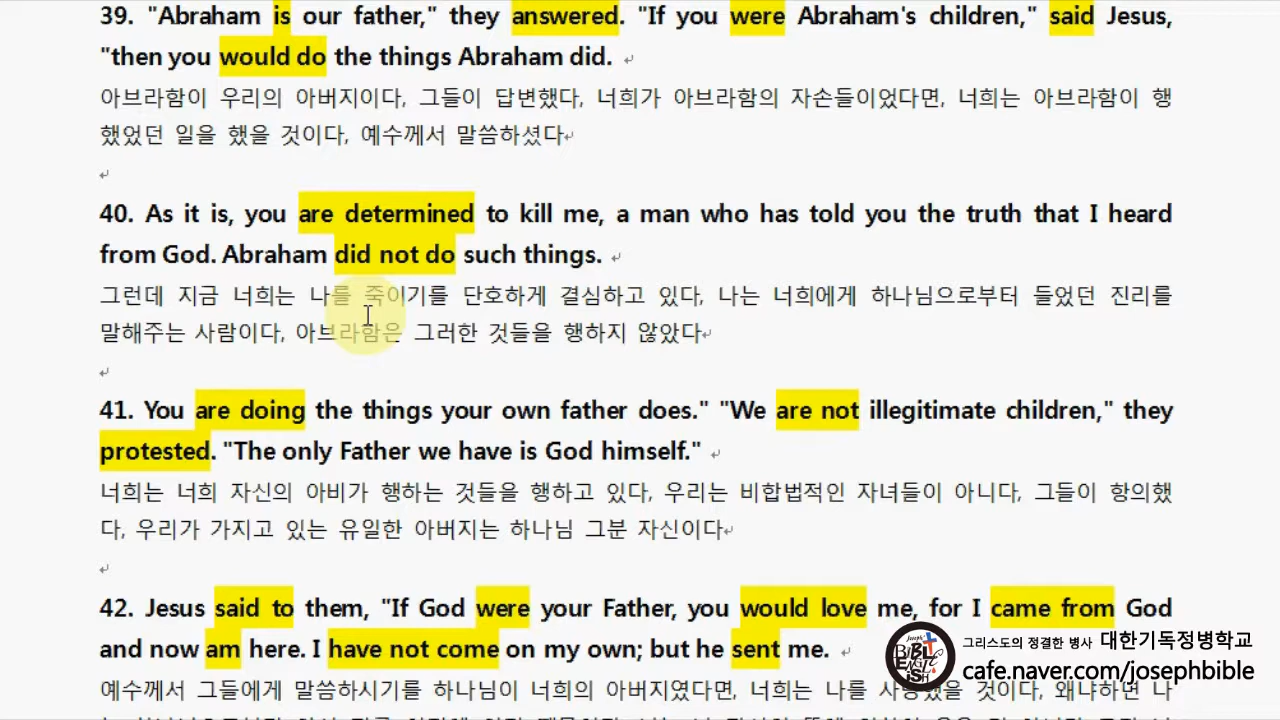 39. "Abraham is our father," they answered. "If you were Abraham's children," said Jesus,
"then you would do the things Abraham did.
아브라함이 우리의 아버지이다, 그들이 답변했다, 너희가 아브라함의 자손들이었다면, 너희는 아브라함이 행
했었던 일을 했을 것이다, 예수께서 말씀하셨다
40. As it is, you are determined to kill me, a man who has told you the truth that I heard
from God. Abraham did not do such things.
그런데 지금 너희는 나를 죽이기를 단호하게 결심하고 있다, 나는 너희에게 하나님으로부터 들었던 진리를
말해주는 사람이다, 아브라함은 그러한 것들을 행하지 않았다
41. You are doing the things your own father does." "We are not illegitimate children," they
protested. "The only Father we have is God himself."
너희는 너희 자신의 아비가 행하는 것들을 행하고 있다, 우리는 비합법적인 자녀들이 아니다, 그들이 항의했
다, 우리가 가지고 있는 유일한 아버지는 하나님 그분 자신이다
42. Jesus said to them, "If God were your Father, you would love me, for I came from God
and now am here. I have not come on my own; but he sent me.
예수께서 그들에게 말씀하시기를 하나님이 너희의 아버지였다면, 너희는 나를 사랑했을 것이다, 왜냐하면 나
Joseph BIBLE ENGLISH
그리스도의 정결한 병사 대한기독정병학교
cafe.naver.com/josephbible